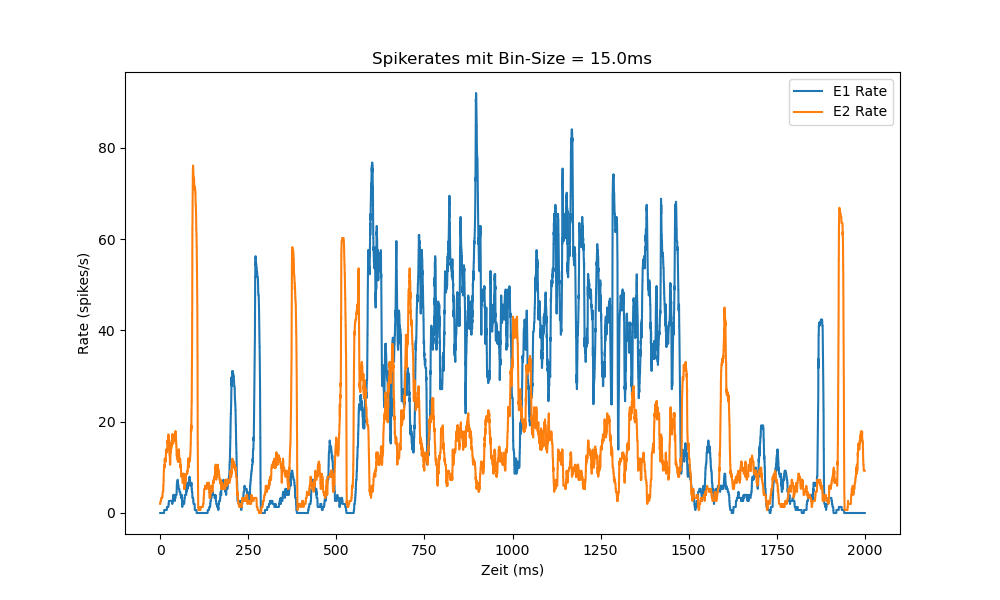 Spikerates mit Bin-Size = 15.0ms
E1 Rate
E2 Rate
Rate (spikes/s)
80
60
40
20
0
0 250 500 750 1000 1250 1500 1750 2000
Zeit (ms)